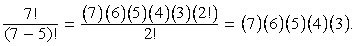 7!/(7 − 5)! = (7)(6)(5)(4)(3)(2!)/2! = (7)(6)(5)(4)(3).